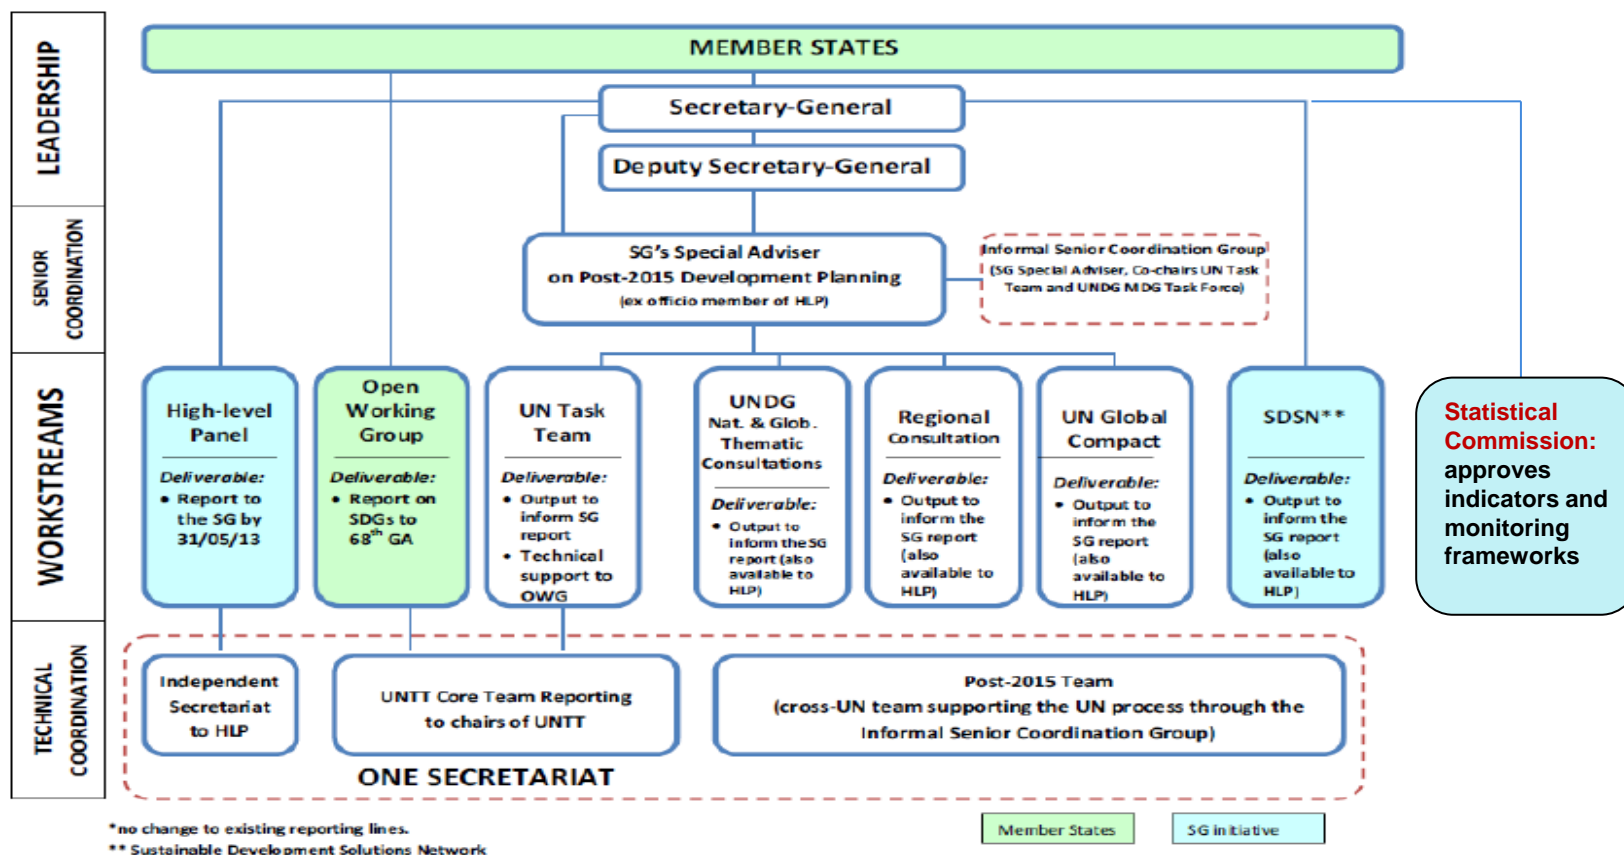 LEADERSHIP
MEMBER STATES
Secretary-General
Deputy Secretary-General
SENIOR
COORDINATION
SG's Special Adviser
on Post-2015 Development Planning
(ex officio member of HLP)
Informal Senior Coordination Group
(SG Special Adviser, Co-chairs UN Task
Team and UNDG MDG Task Force)
WORKSTREAMS
High-level
Panel
Deliverable:
• Report to
the SG by
31/05/13
Open
Working
Group
Deliverable:
• Report on
SDGs to
68th GA
UN Task
Team
Deliverable:
• Output to
inform SG
report
• Technical
support to
OWG
UNDG
Nat. & Glob.
Thematic
Consultations
Deliverable:
• Output to
inform the SG
report (also
available to
HLP)
Regional
Consultation
Deliverable:
• Output to
inform the
SG report
(also
available to
HLP)
UN Global
Compact
Deliverable:
• Output to
inform the
SG report
(also
available to
HLP)
SDSN**
Deliverable:
• Output to
inform the
SG report
(also
available to
HLP)
Statistical
Commission:
approves
indicators and
monitoring
frameworks
TECHNICAL
COORDINATION
Independent
Secretariat
to HLP
UNTT Core Team Reporting
to chairs of UNTT
Post-2015 Team
(cross-UN team supporting the UN process through the
Informal Senior Coordination Group)
ONE SECRETARIAT
*no change to existing reporting lines.
** Sustainable Development Solutions Network
Member States
SG initiative